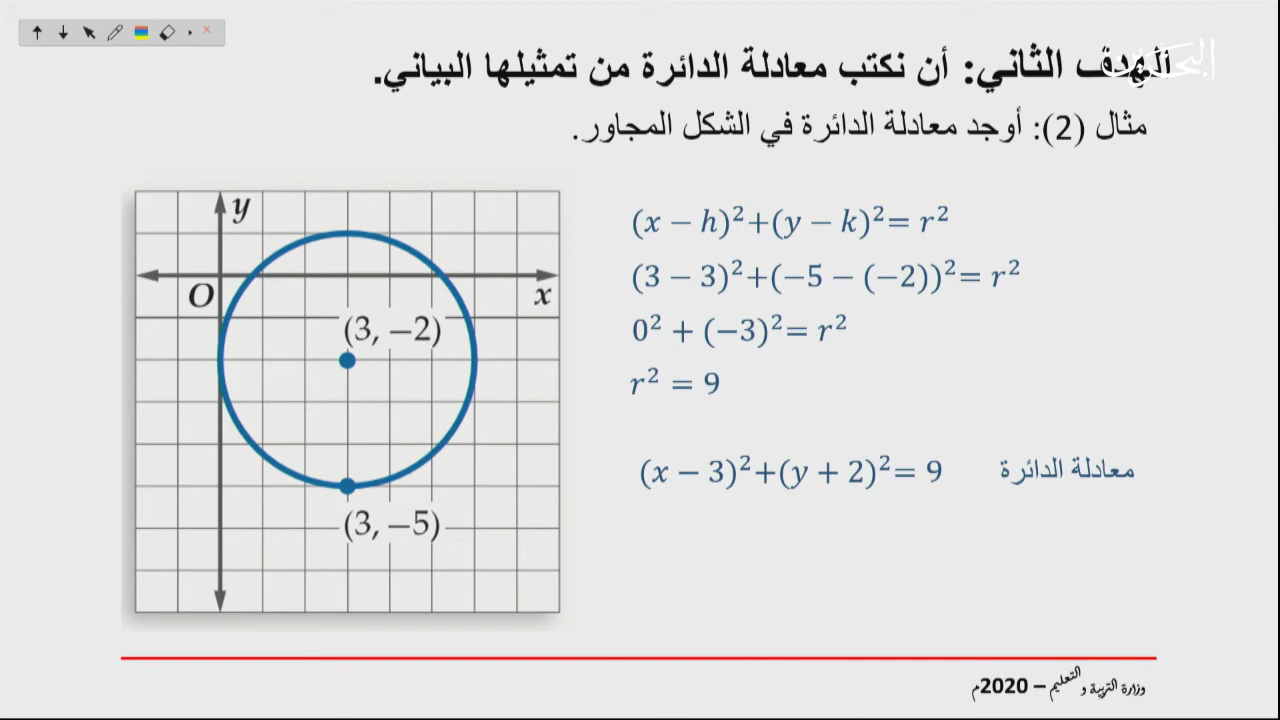 البحرين
الهدف الثاني: أن نكتب معادلة الدائرة من تمثيلها البياني.
مثال (2): أوجد معادلة الدائرة في الشكل المجاور.
(x − h)²+(y − k)²= r²
(3 − 3)²+(−5 − (−2))²= r²
0² + (−3)²= r²
r² = 9
(x − 3)²+(y + 2)²= 9 معادلة الدائرة
y
O
x
(3, −2)
(3, −5)
وزارة التربية و التعليم – 2020م